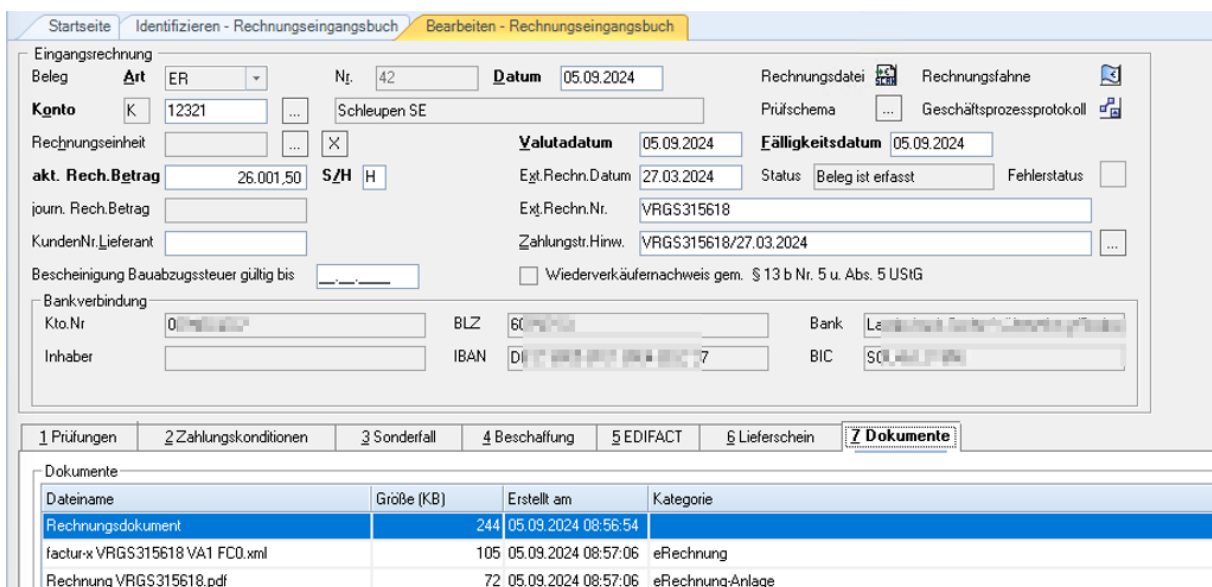 Startseite Identifizieren - Rechnungseingangsbuch Bearbeiten - Rechnungseingangsbuch
Eingangsrechnung
Beleg Art ER Nr. 42 Datum 05.09.2024 Rechnungsdatei Rechnungsfahne
Konto K 12321 ... Schleupen SE Prüfschema ... Geschäftsprozessprotokoll
Rechnungseinheit ... X Valutadatum 05.09.2024 Fälligkeitsdatum 05.09.2024
akt. Rech.Betrag 26.001,50 S/H H Ext.Rechn.Datum 27.03.2024 Status Beleg ist erfasst Fehlerstatus
journ. Rech.Betrag Ext.Rechn.Nr. VRGS315618
KundenNr.Lieferant Zahlungstr.Hinw. VRGS315618/27.03.2024 ...
Bescheinigung Bauabzugssteuer gültig bis __.__.____ Wiederverkäufernachweis gem. § 13 b Nr. 5 u. Abs. 5 UStG
Bankverbindung
Kto.Nr BLZ Bank
Inhaber IBAN BIC
1 Prüfungen 2 Zahlungskonditionen 3 Sonderfall 4 Beschaffung 5 EDIFACT 6 Lieferschein 7 Dokumente
Dokumente
Dateiname Größe (KB) Erstellt am Kategorie
Rechnungsdokument 244 05.09.2024 08:56:54
factur-x VRGS315618 VA1 FC0.xml 105 05.09.2024 08:57:06 eRechnung
Rechnung VRGS315618.pdf 72 05.09.2024 08:57:06 eRechnung-Anlage